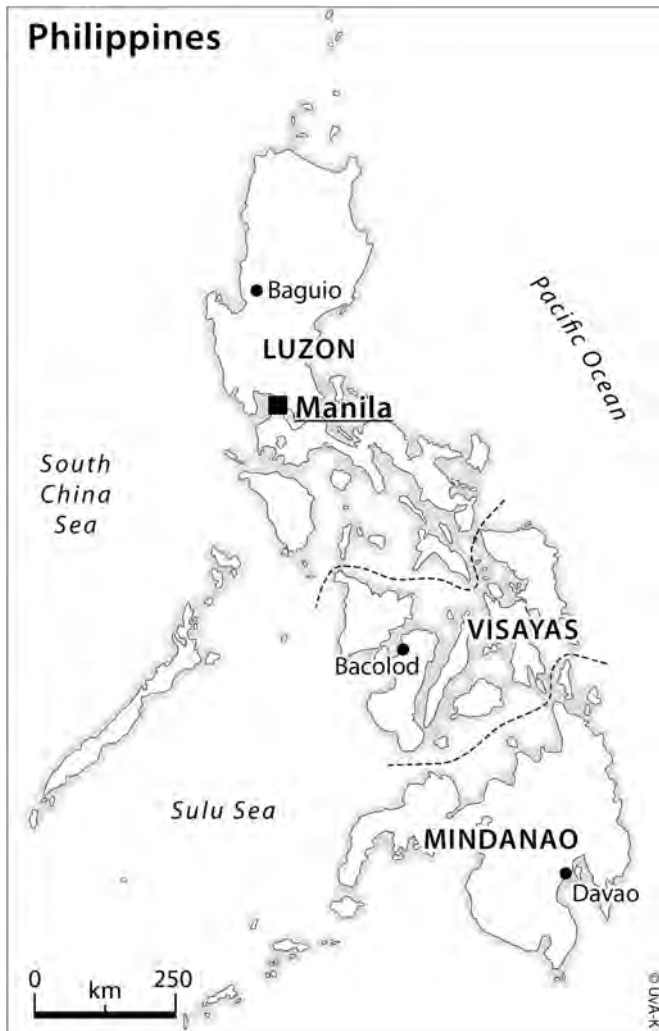 Philippines
Baguio
LUZON
Pacific Ocean
Manila
South
China
Sea
VISAYAS
Bacolod
Sulu Sea
MINDANAO
Davao
0 250
km
© UvA-K